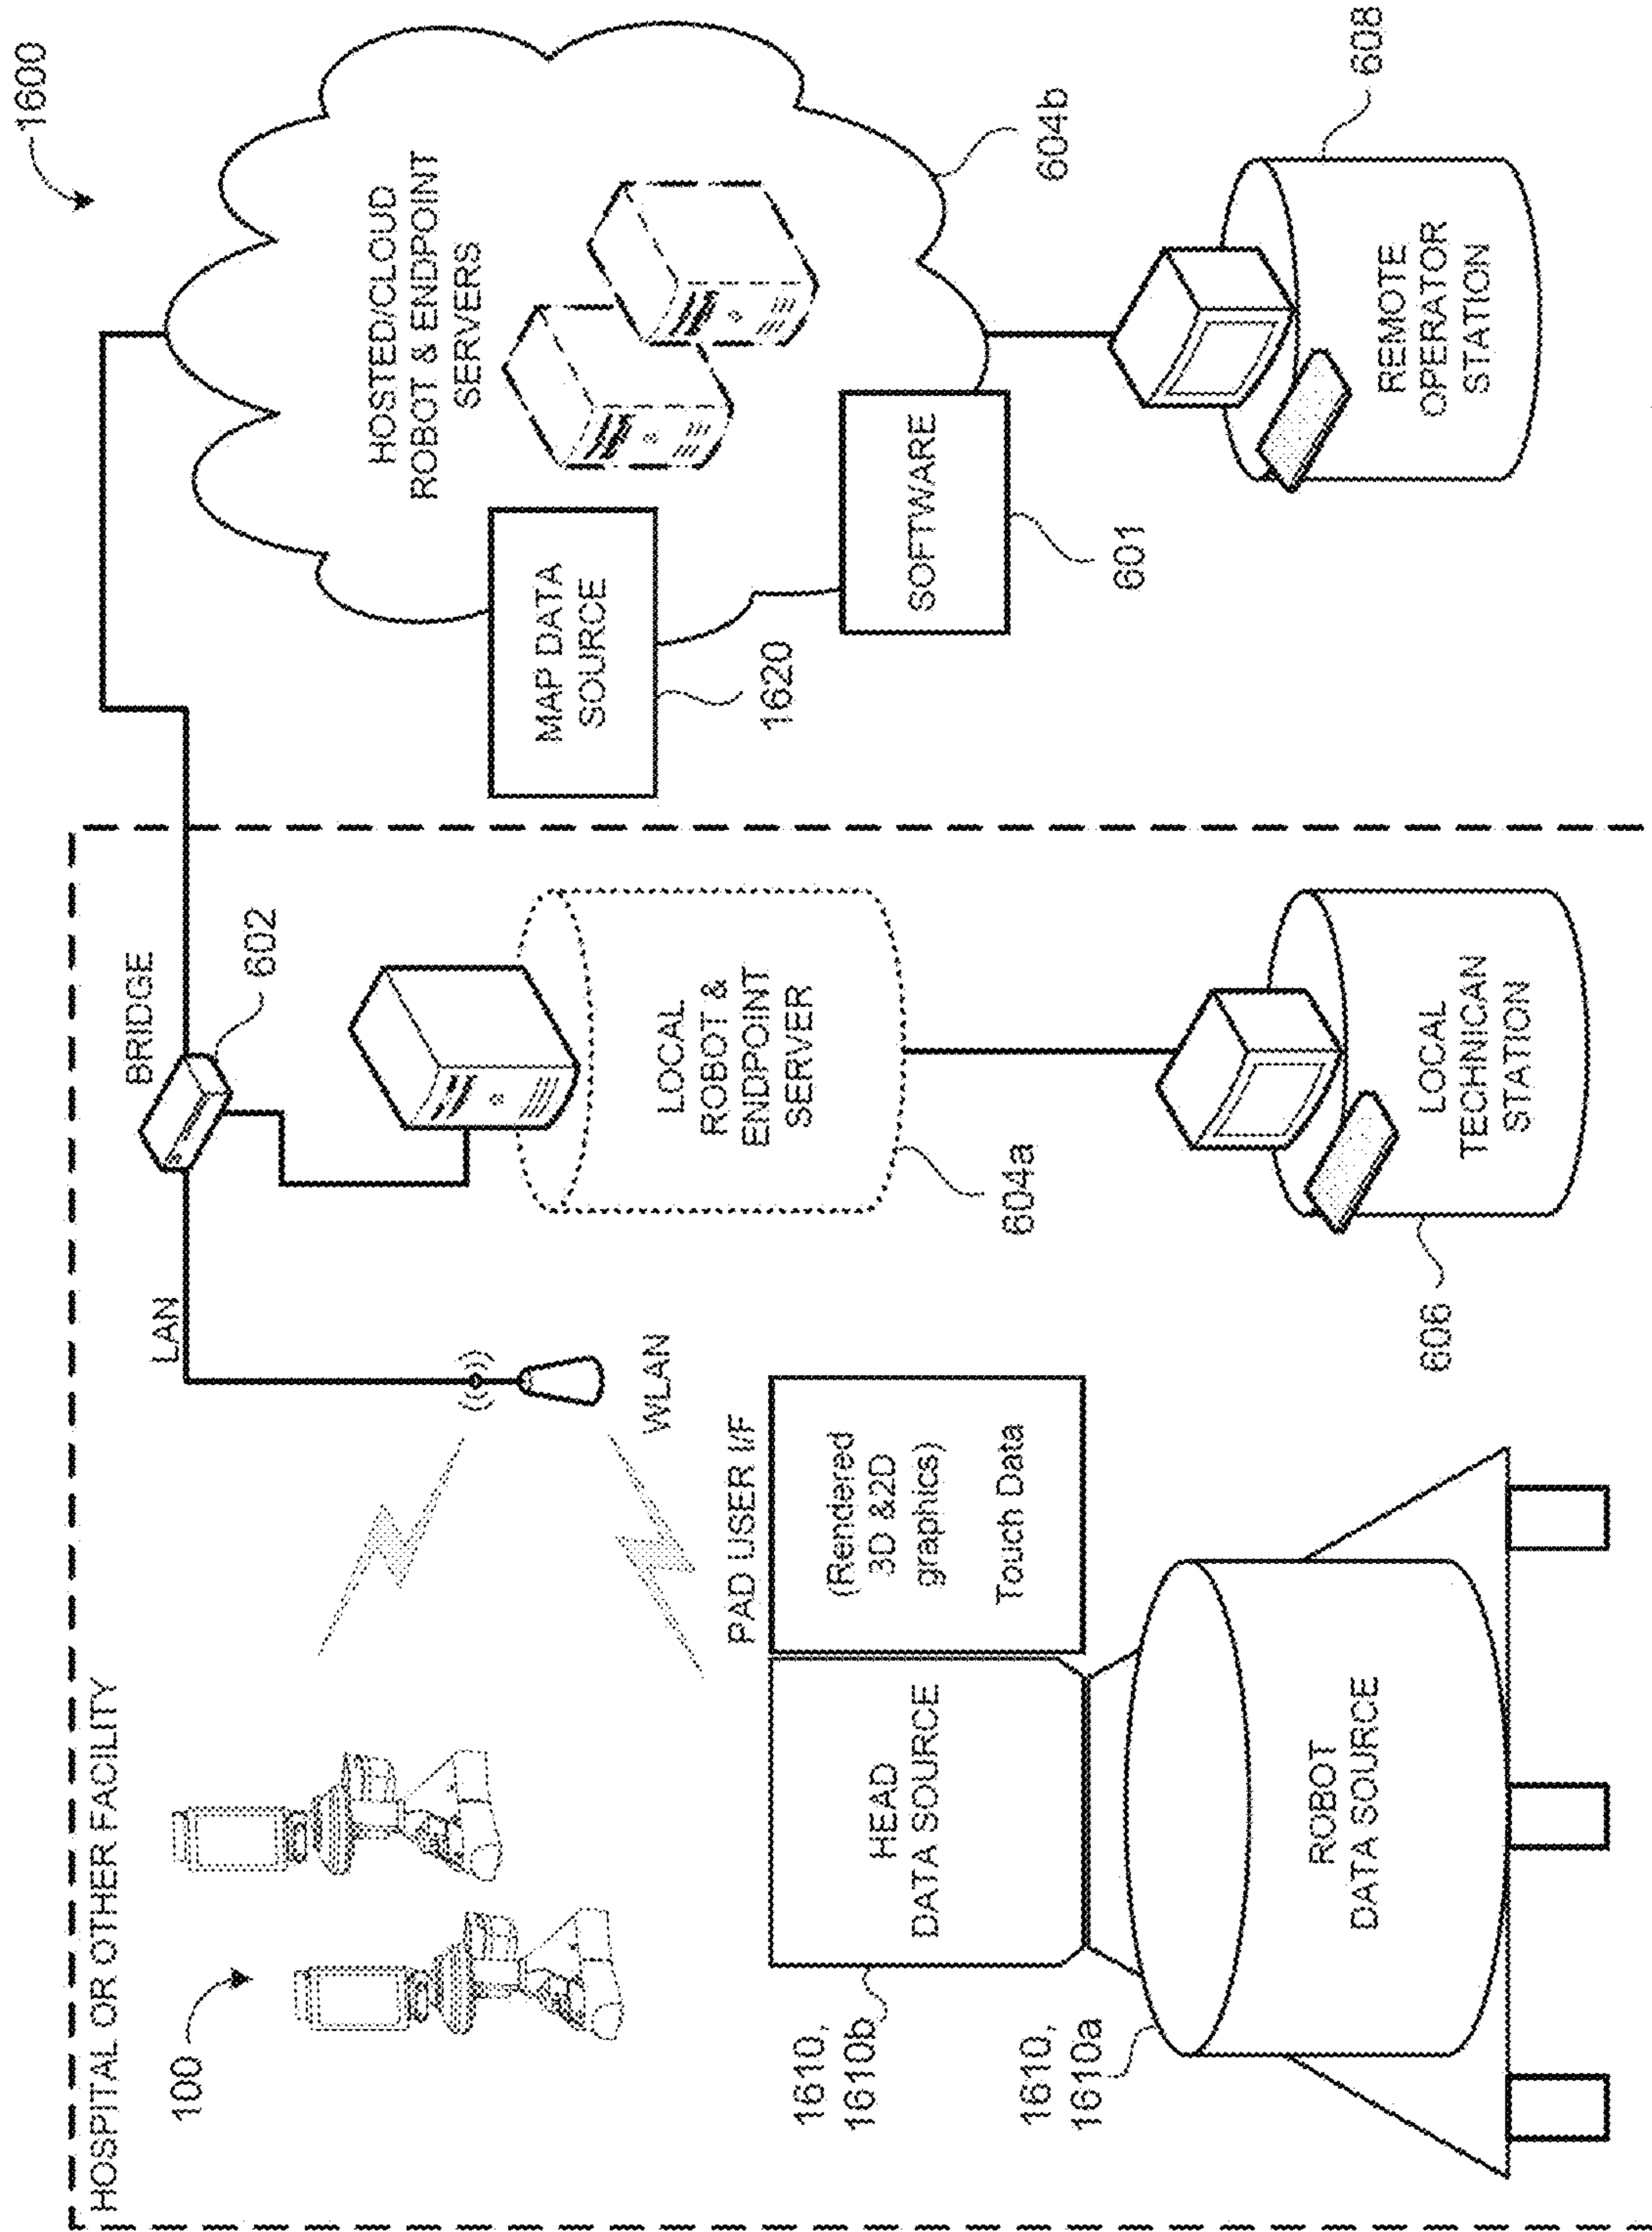 1600
HOSPITAL OR OTHER FACILITY
100
LAN
BRIDGE
602
WLAN
HOSTED/CLOUD
ROBOT & ENDPOINT
SERVERS
604b
MAP DATA
SOURCE
1620
SOFTWARE
601
LOCAL
ROBOT &
ENDPOINT
SERVER
604a
PAD USER I/F
(Rendered
3D &2D
graphics)
Touch Data
HEAD
DATA SOURCE
1610,
1610b
1610,
1610a
ROBOT
DATA SOURCE
LOCAL
TECHNICAN
STATION
606
REMOTE
OPERATOR
STATION
608